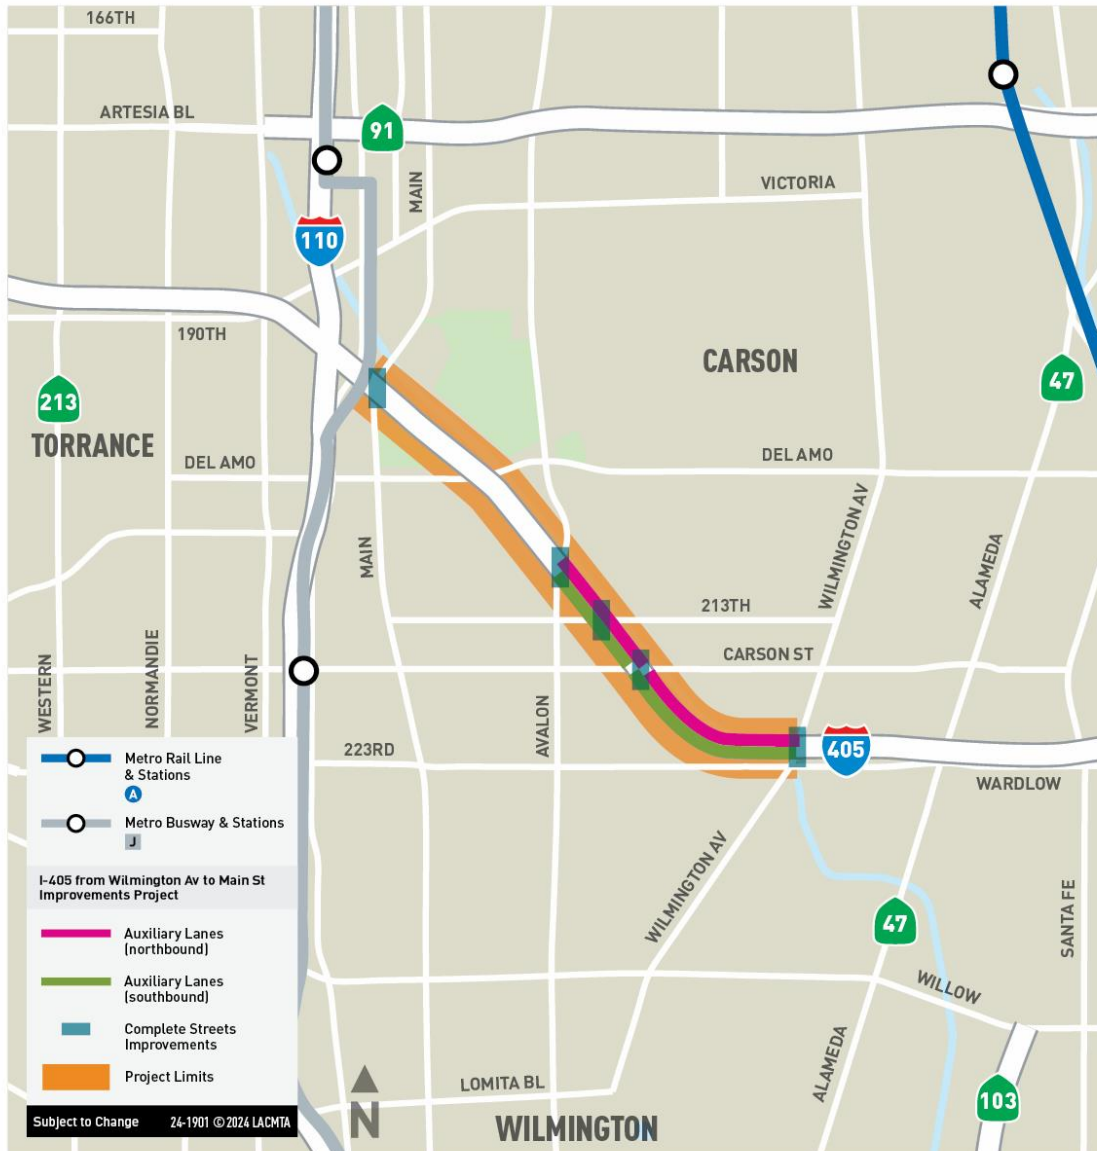 166TH
ARTESIA BL
91
MAIN
VICTORIA
110
190TH
CARSON
213
47
TORRANCE
DEL AMO
DEL AMO
WILMINGTON AV
ALAMEDA
MAIN
213TH
CARSON ST
WESTERN
NORMANDIE
VERMONT
AVALON
223RD
405
WARDLOW
Metro Rail Line
& Stations
A
Metro Busway & Stations
J
I-405 from Wilmington Av to Main St
Improvements Project
Auxiliary Lanes
(northbound)
Auxiliary Lanes
(southbound)
Complete Streets
Improvements
Project Limits
Subject to Change 24-1901 © 2024 LACMTA
WILMINGTON AV
47
SANTA FE
WILLOW
ALAMEDA
LOMITA BL
103
N
WILMINGTON